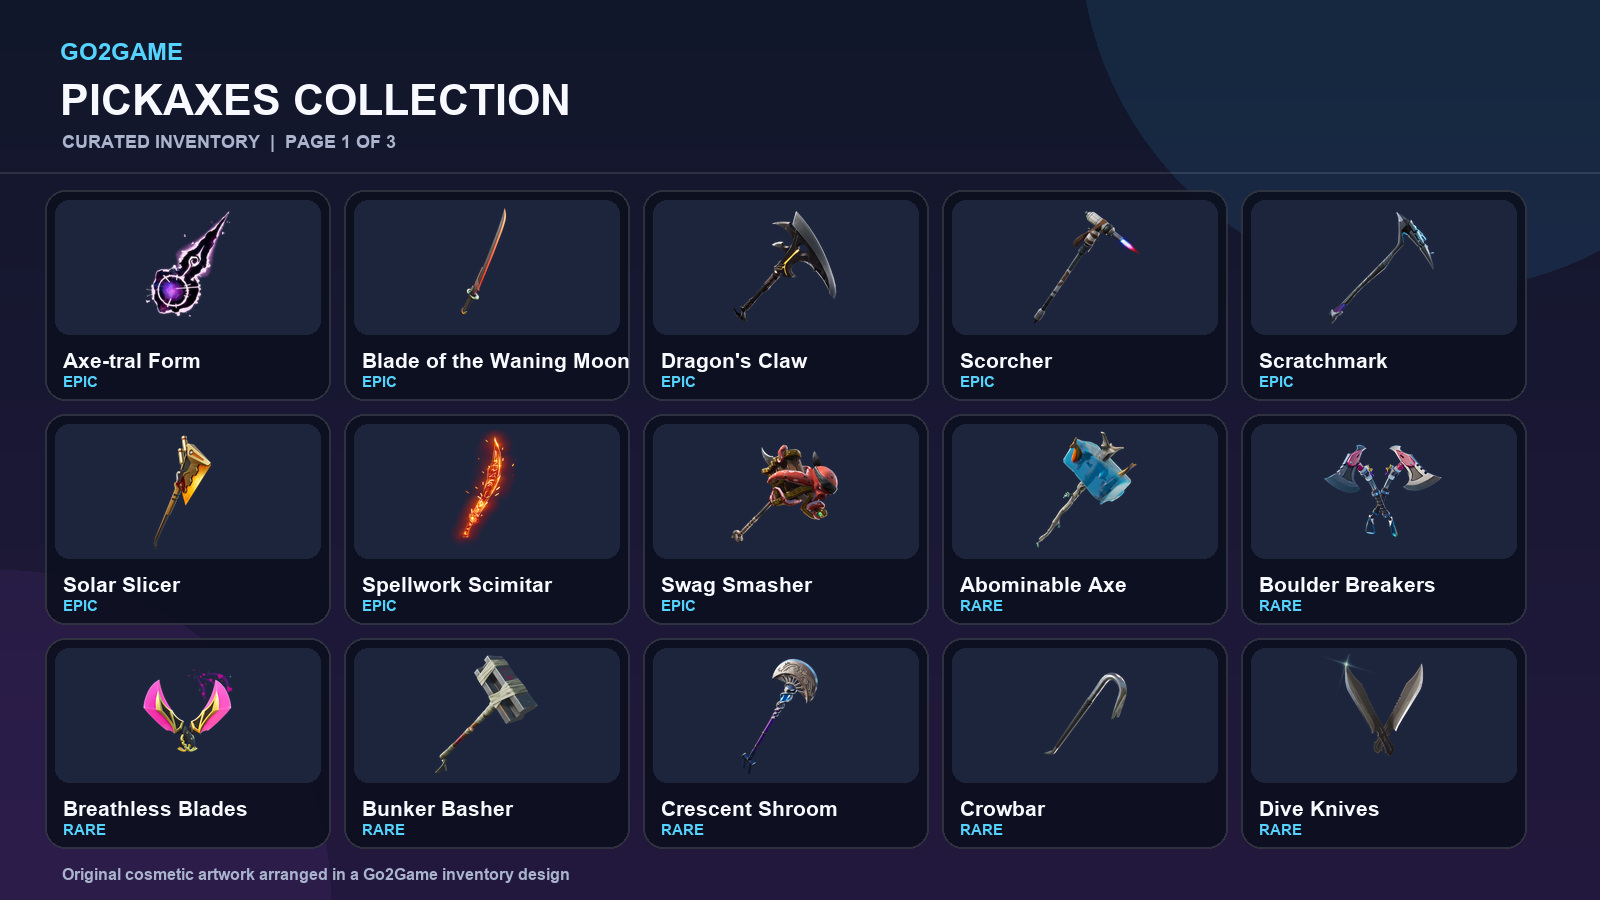 GO2GAME
PICKAXES COLLECTION
CURATED INVENTORY | PAGE 1 OF 3
Axe-tral Form
EPIC
Blade of the Waning Moon
EPIC
Dragon's Claw
EPIC
Scorcher
EPIC
Scratchmark
EPIC
Solar Slicer
EPIC
Spellwork Scimitar
EPIC
Swag Smasher
EPIC
Abominable Axe
RARE
Boulder Breakers
RARE
Breathless Blades
RARE
Bunker Basher
RARE
Crescent Shroom
RARE
Crowbar
RARE
Dive Knives
RARE
Original cosmetic artwork arranged in a Go2Game inventory design